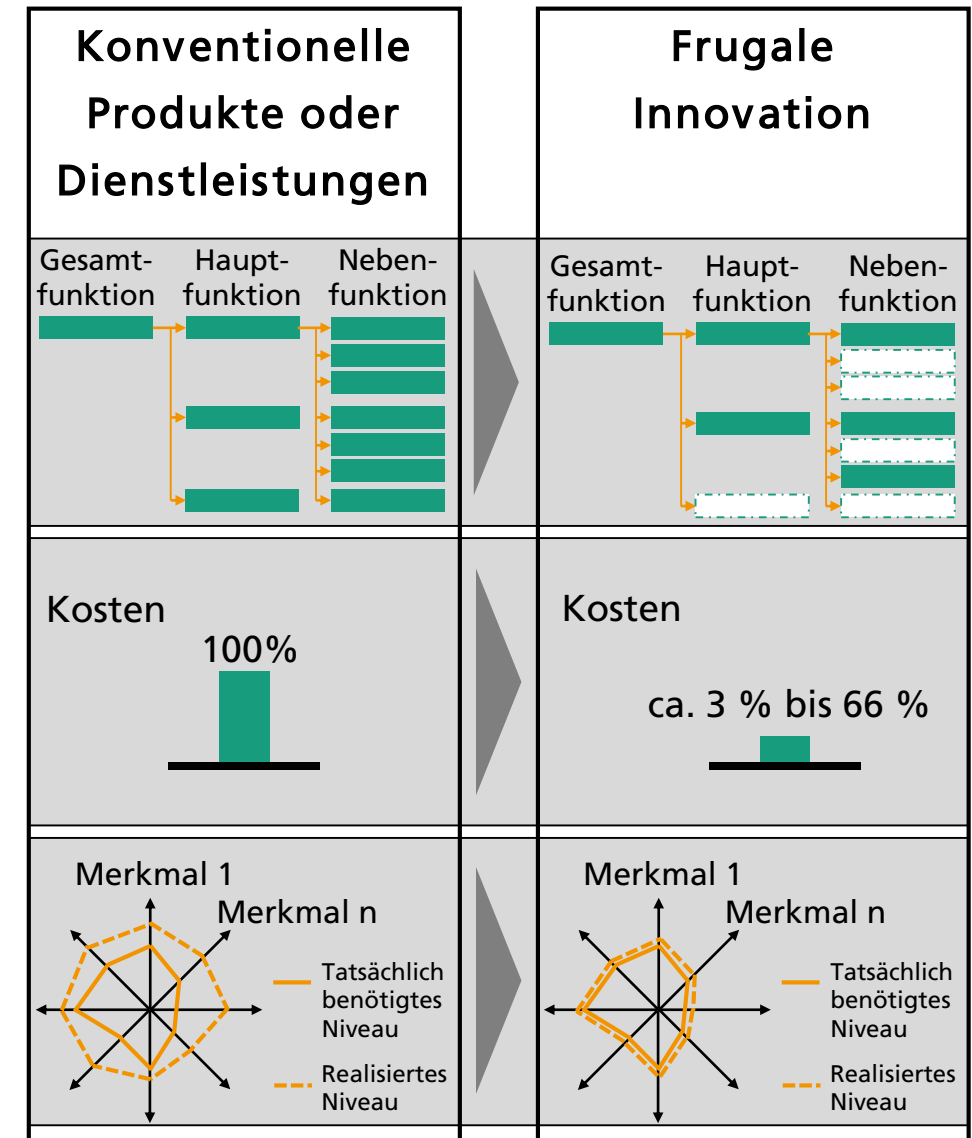 Konventionelle
Produkte oder
Dienstleistungen
Frugale
Innovation
Gesamt-
funktion
Haupt-
funktion
Neben-
funktion
Gesamt-
funktion
Haupt-
funktion
Neben-
funktion
Kosten
100%
Kosten
ca. 3 % bis 66 %
Merkmal 1
Merkmal n
Tatsächlich
benötigtes
Niveau
Realisiertes
Niveau
Merkmal 1
Merkmal n
Tatsächlich
benötigtes
Niveau
Realisiertes
Niveau